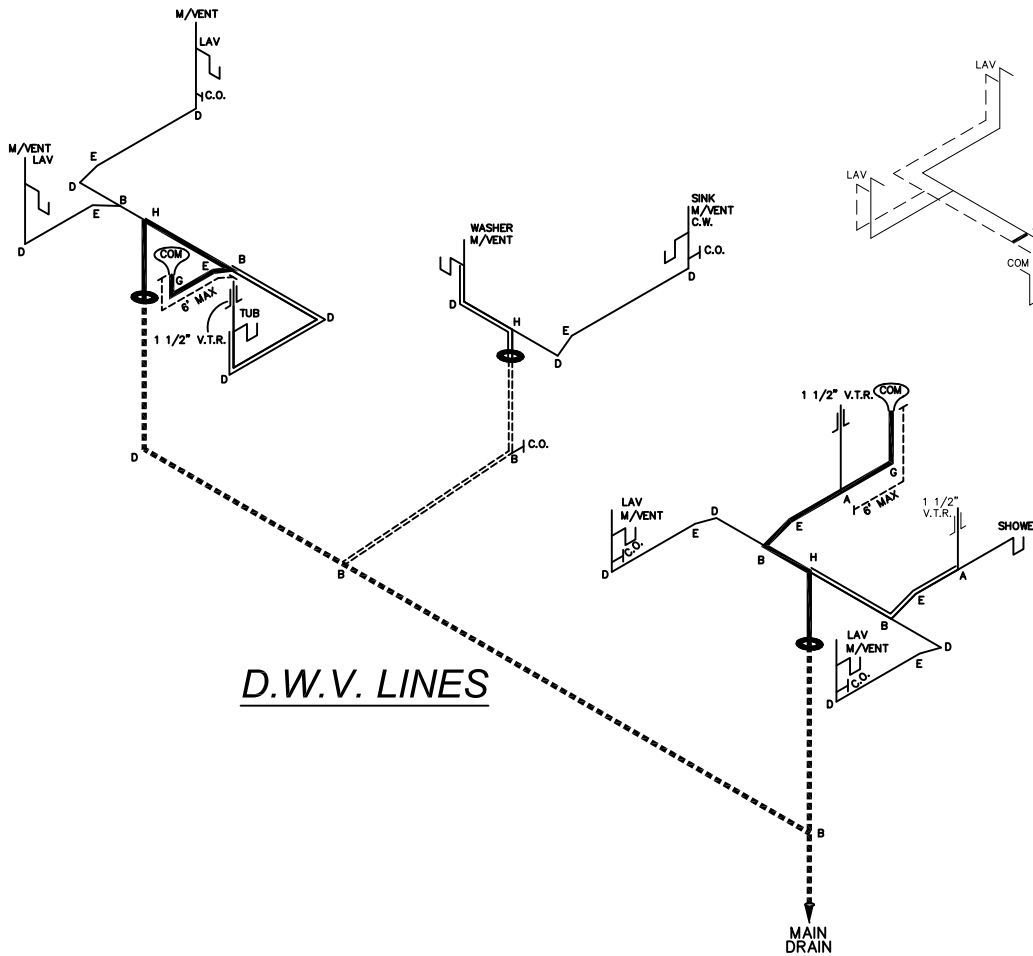 M/VENT
LAV
C.O.
D
E
D
M/VENT
LAV
E
B
D
H
COM
G
E
B
6' MAX
TUB
1 1/2" V.T.R.
D
D
D
WASHER
M/VENT
D
H
SINK
M/VENT
C.W.
C.O.
D
E
D
B
C.O.
B
LAV
LAV
COM
1 1/2" V.T.R.
COM
G
A
6' MAX
E
1 1/2"
V.T.R.
SHOWE
A
LAV
M/VENT
C.O.
D
E
D
B
H
B
E
LAV
M/VENT
C.O.
D
E
D
D.W.V. LINES
B
MAIN
DRAIN